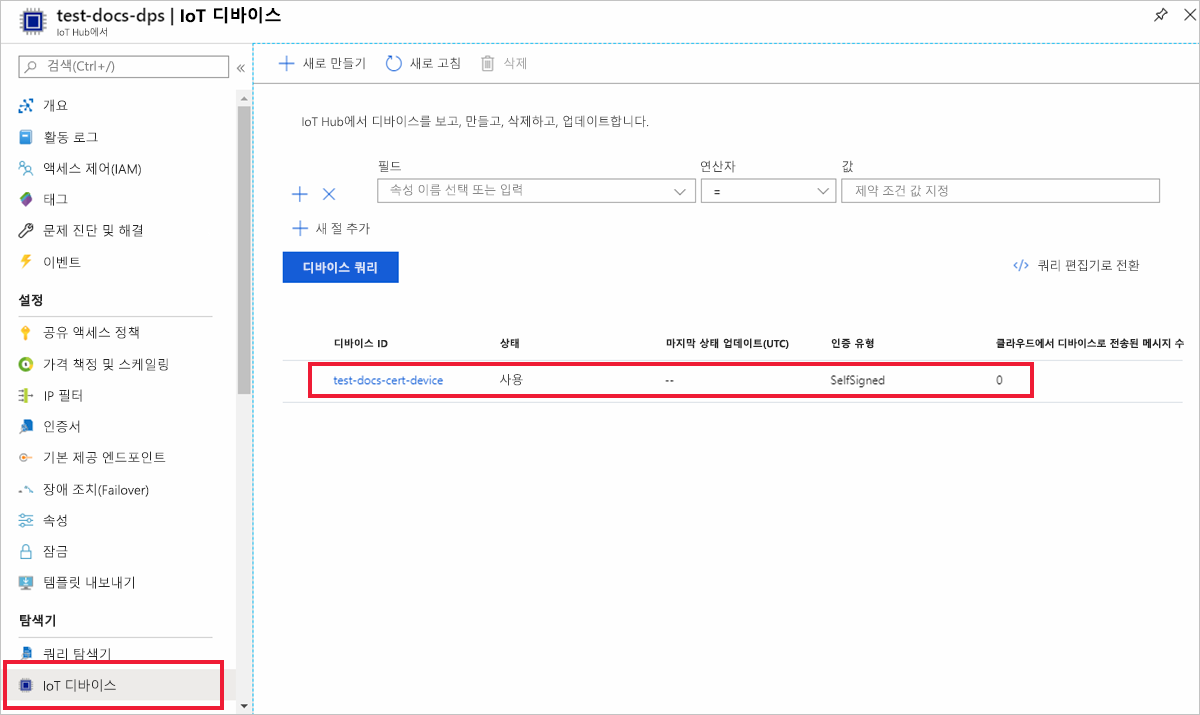 test-docs-dps | IoT 디바이스
IoT Hub에서
검색(Ctrl+/)
«
개요
활동 로그
액세스 제어(IAM)
태그
문제 진단 및 해결
이벤트
설정
공유 액세스 정책
가격 책정 및 스케일링
IP 필터
인증서
기본 제공 엔드포인트
장애 조치(Failover)
속성
잠금
템플릿 내보내기
탐색기
쿼리 탐색기
IoT 디바이스
새로 만들기 새로 고침 삭제
IoT Hub에서 디바이스를 보고, 만들고, 삭제하고, 업데이트합니다.
필드 연산자 값
속성 이름 선택 또는 입력 = 제약 조건 값 지정
새 절 추가
디바이스 쿼리 </> 쿼리 편집기로 전환
디바이스 ID 상태 마지막 상태 업데이트(UTC) 인증 유형 클라우드에서 디바이스로 전송된 메시지 수
test-docs-cert-device 사용 -- SelfSigned 0